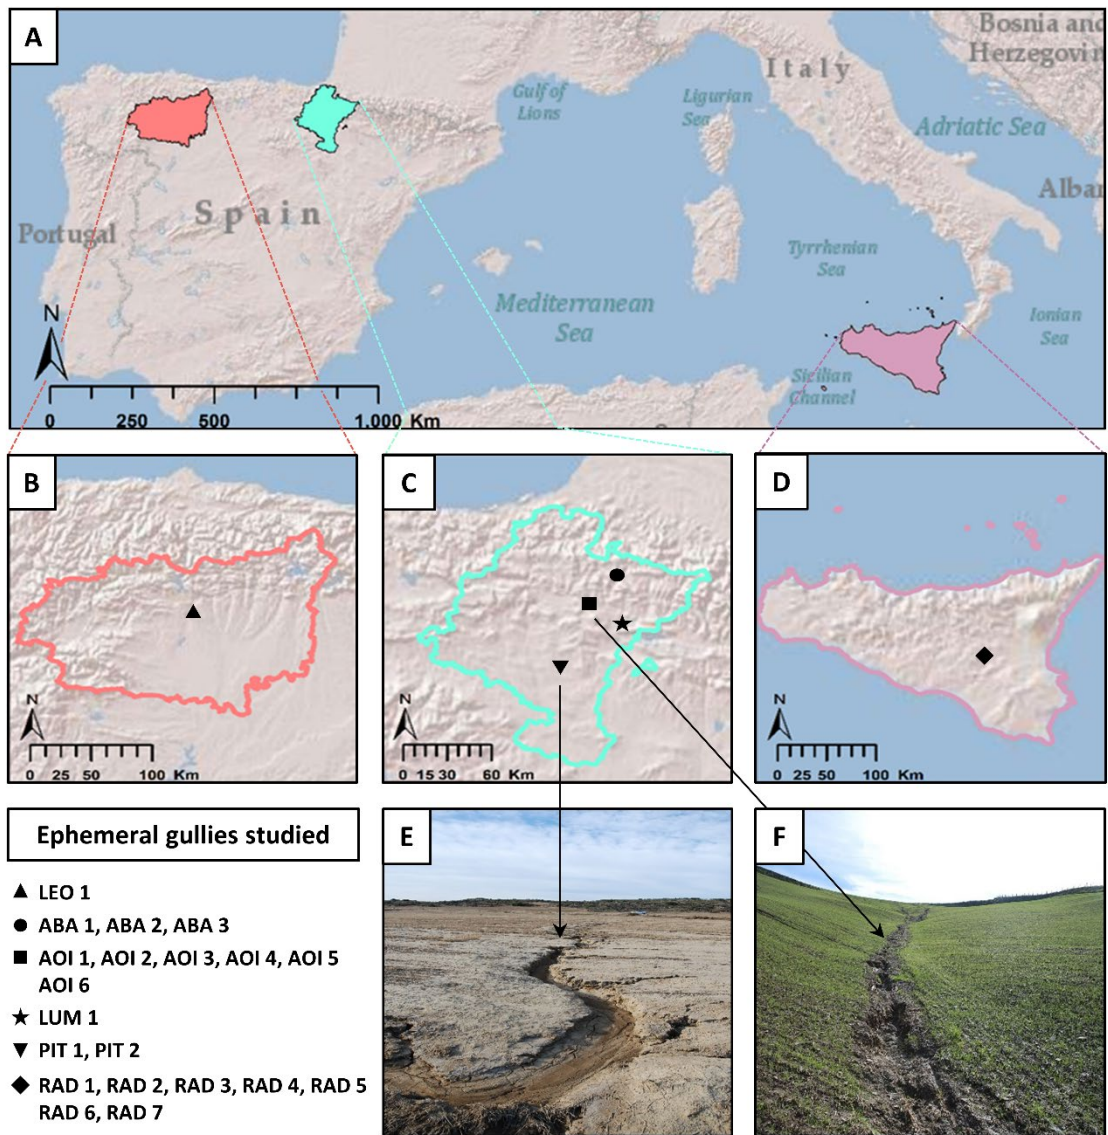 A
Bosnia and
Herzegovin
Italy
Gulf of
Lions
Ligurian
Sea
Adriatic Sea
Spain
Portugal
Alba
Tyrrhenian
Sea
Mediterranean
Sea
Ionian
Sea
Sicilian
Channel
N
0 250 500 1.000 Km
B
N
0 25 50 100 Km
C
N
0 15 30 60 Km
D
N
0 25 50 100 Km
Ephemeral gullies studied
LEO 1
ABA 1, ABA 2, ABA 3
AOI 1, AOI 2, AOI 3, AOI 4, AOI 5
AOI 6
LUM 1
PIT 1, PIT 2
RAD 1, RAD 2, RAD 3, RAD 4, RAD 5
RAD 6, RAD 7
E
F